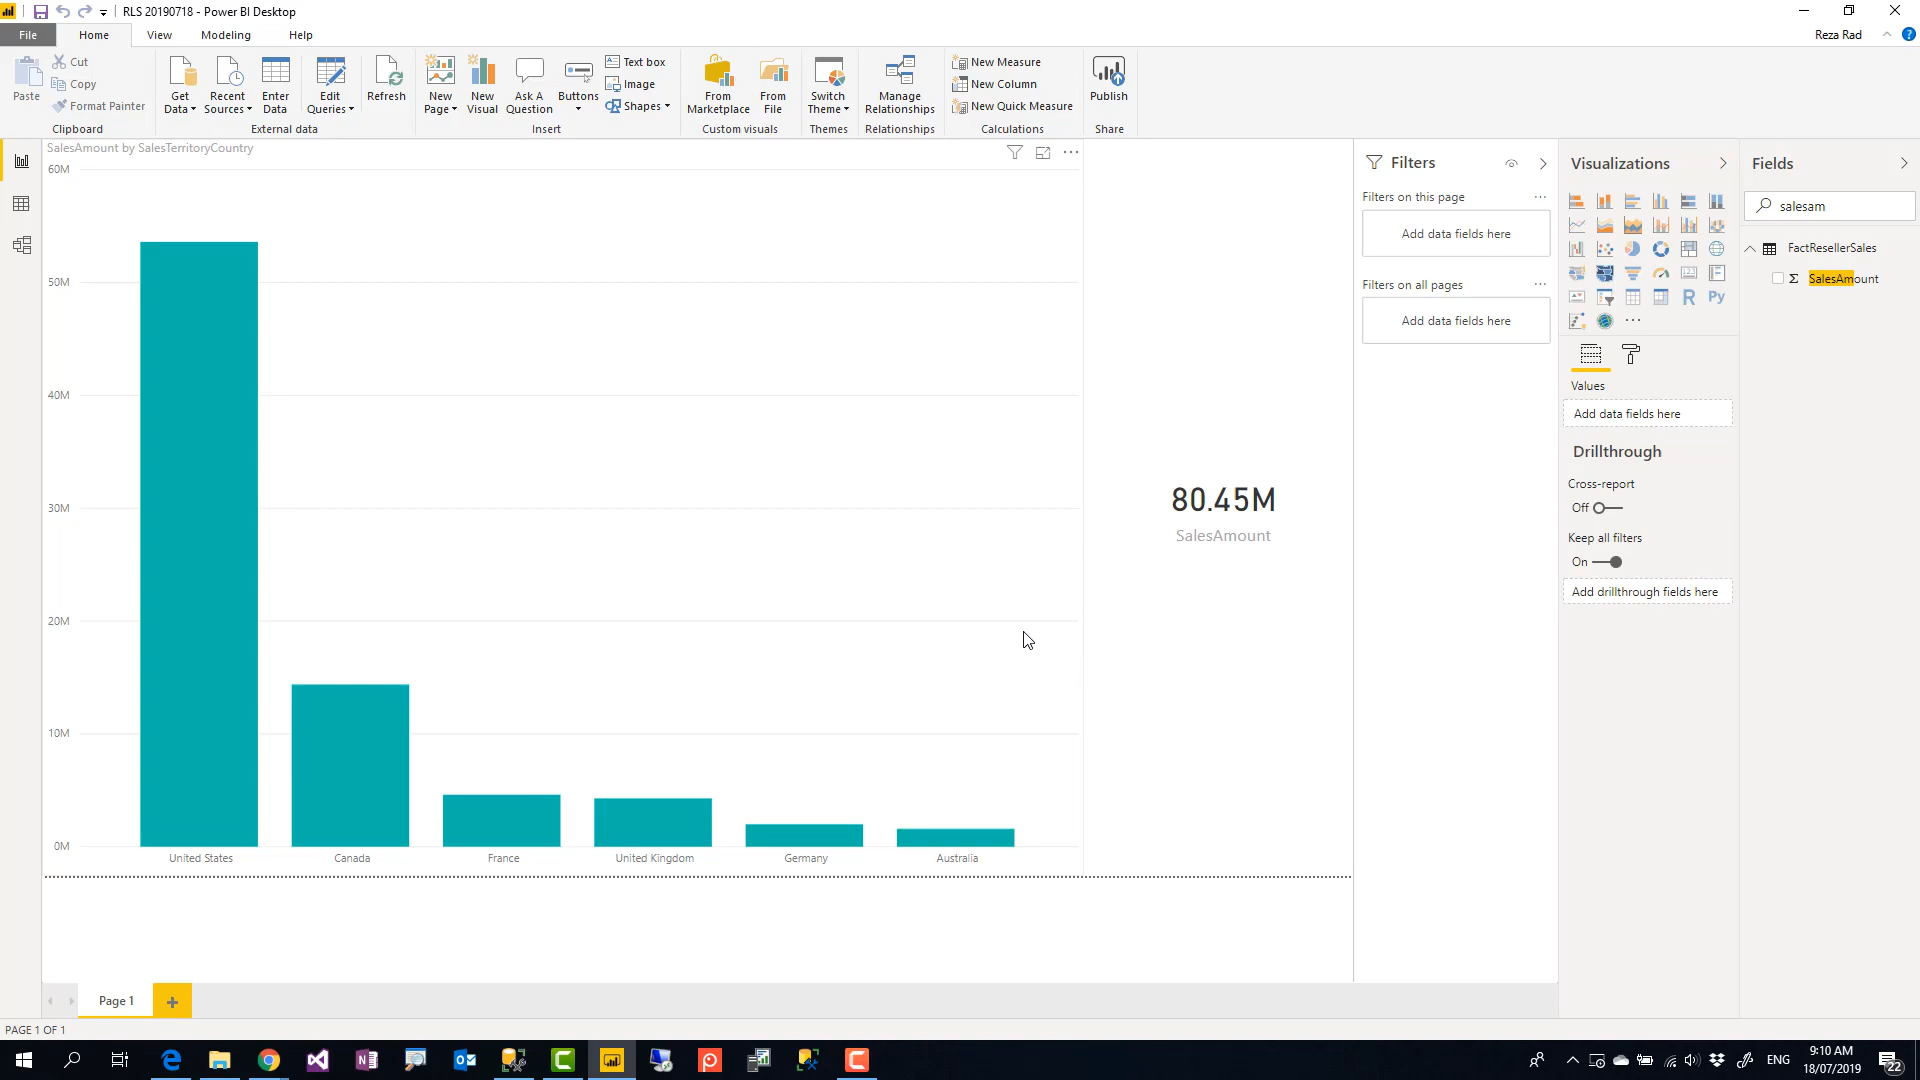 RLS 20190718 - Power BI Desktop
File
Home
View
Modeling
Help
Reza Rad
?
Paste
Cut
Copy
Format Painter
Clipboard
Get Data
Recent Sources
Enter Data
Edit Queries
Refresh
External data
New Page
New Visual
Ask A Question
Buttons
Text box
Image
Shapes
Insert
From Marketplace
From File
Custom visuals
Switch Theme
Themes
Manage Relationships
Relationships
New Measure
New Column
New Quick Measure
Calculations
Publish
Share
SalesAmount by SalesTerritoryCountry
60M
50M
40M
30M
20M
10M
0M
United States
Canada
France
United Kingdom
Germany
Australia
80.45M
SalesAmount
Filters
Filters on this page
Add data fields here
Filters on all pages
Add data fields here
Visualizations
R
Py
Values
Add data fields here
Drillthrough
Cross-report
Off
Keep all filters
On
Add drillthrough fields here
Fields
salesam
FactResellerSales
Σ SalesAmount
Page 1
+
PAGE 1 OF 1
ENG
9:10 AM
18/07/2019
22